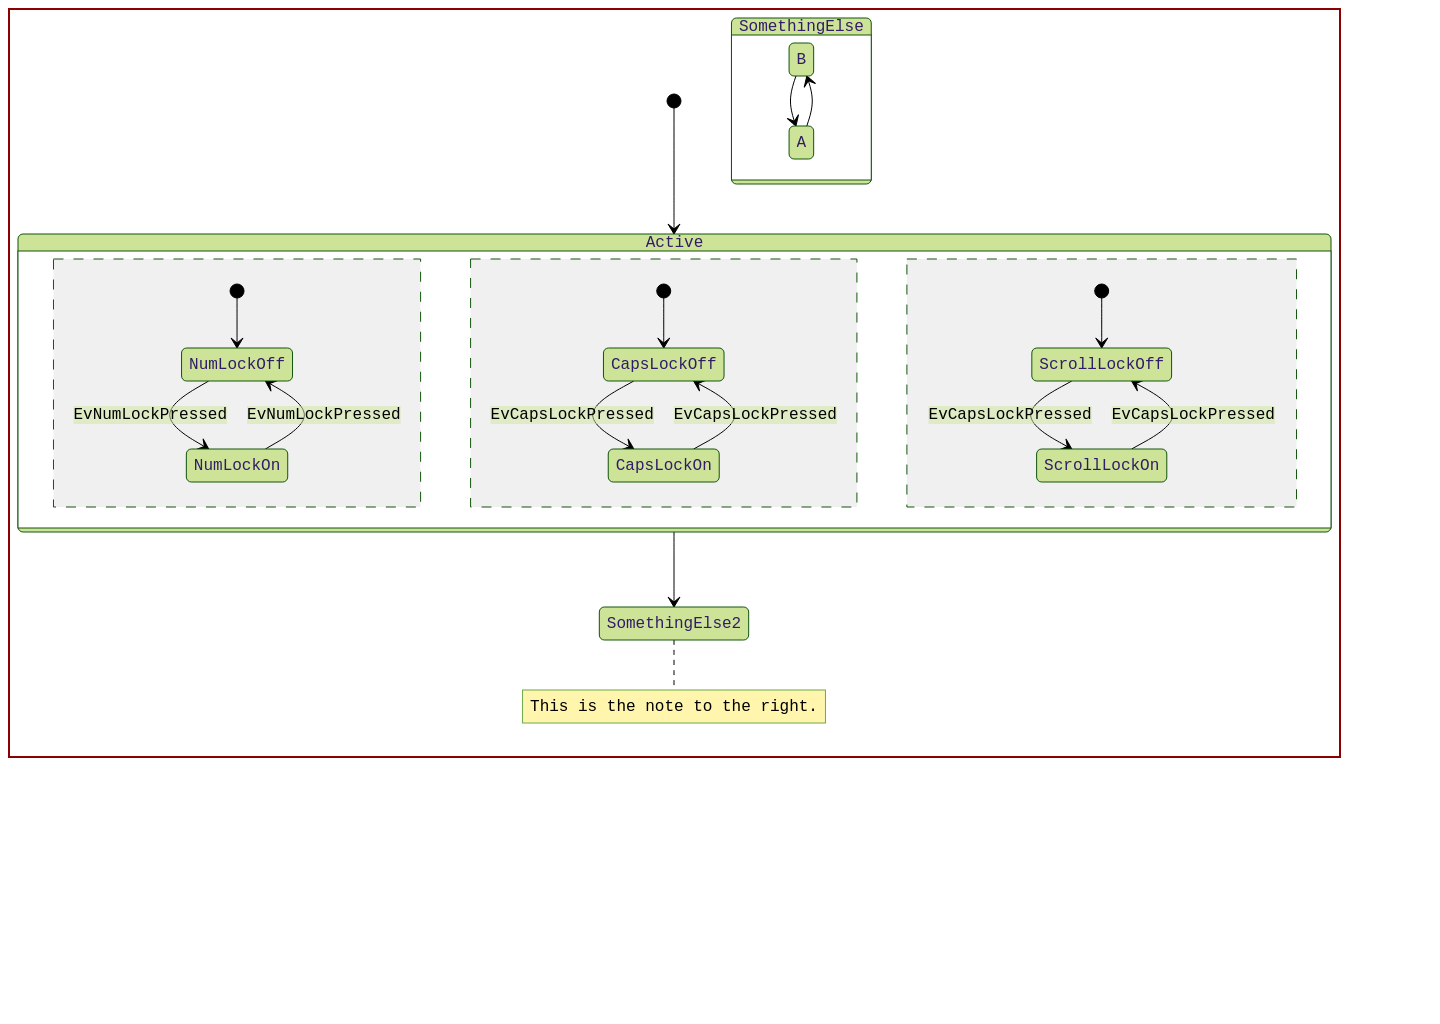 SomethingElse
B
A
Active
NumLockOff
CapsLockOff
ScrollLockOff
EvNumLockPressed EvNumLockPressed
EvCapsLockPressed EvCapsLockPressed
EvCapsLockPressed EvCapsLockPressed
NumLockOn
CapsLockOn
ScrollLockOn
SomethingElse2
This is the note to the right.